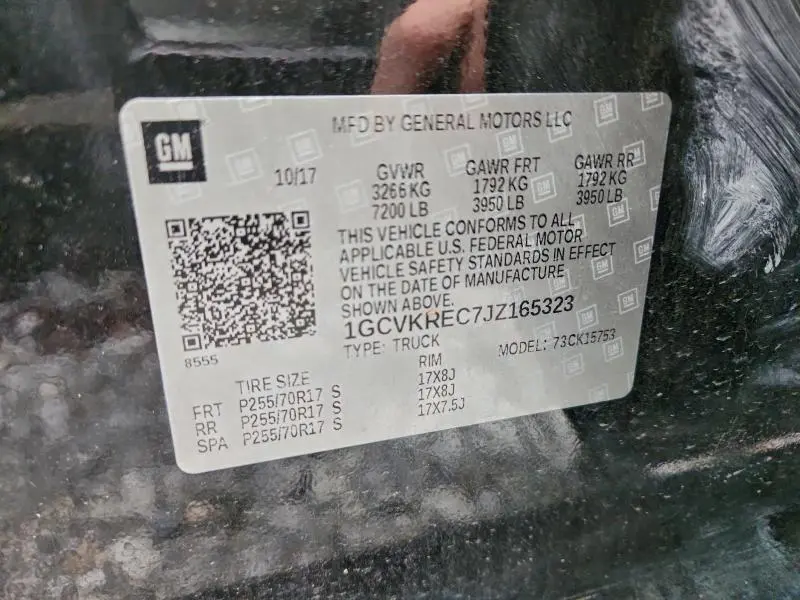 MFD BY GENERAL MOTORS LLC
GM
10/17
GVWR GAWR FRT GAWR RR
3266 KG 1792 KG 1792 KG
7200 LB 3950 LB 3950 LB
THIS VEHICLE CONFORMS TO ALL
APPLICABLE U.S. FEDERAL MOTOR
VEHICLE SAFETY STANDARDS IN EFFECT
ON THE DATE OF MANUFACTURE
SHOWN ABOVE.
1GCVKREC7JZ165323
8555
TYPE: TRUCK MODEL: 73CK15753
TIRE SIZE RIM
FRT P255/70R17 S 17X8J
RR P255/70R17 S 17X8J
SPA P255/70R17 S 17X7.5J